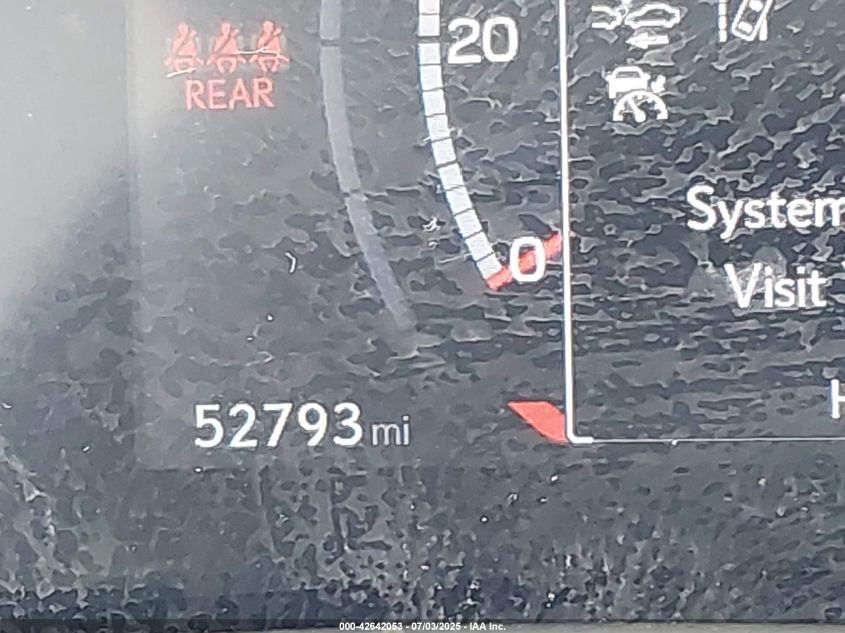 20
REAR
System
0
Visit
52793 mi
H
000-42642053 - 07/03/2025 - IAA Inc.